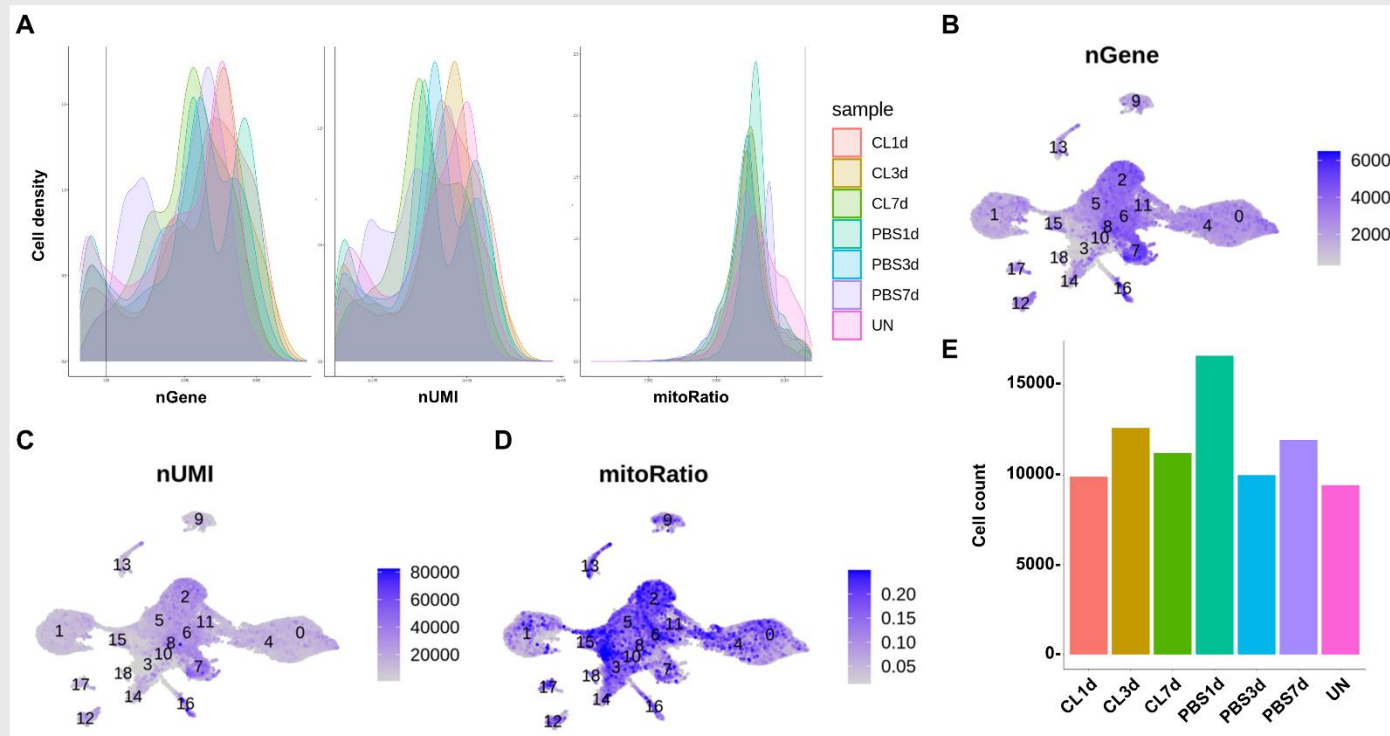 A
Cell density
nGene
nUMI
mitoRatio
sample
CL1d
CL3d
CL7d
PBS1d
PBS3d
PBS7d
UN
B
nGene
9
13
2
1
5
11
15
6
4
0
8
10
3
7
18
17
14
16
12
6000
4000
2000
C
nUMI
9
13
2
1
5
11
15
6
4
0
8
10
3
7
18
17
14
16
12
80000
60000
40000
20000
D
mitoRatio
9
13
2
1
5
11
15
6
4
0
8
10
3
7
18
17
14
16
12
0.20
0.15
0.10
0.05
E
Cell count
15000-
10000-
5000-
0-
CL1d
CL3d
CL7d
PBS1d
PBS3d
PBS7d
UN